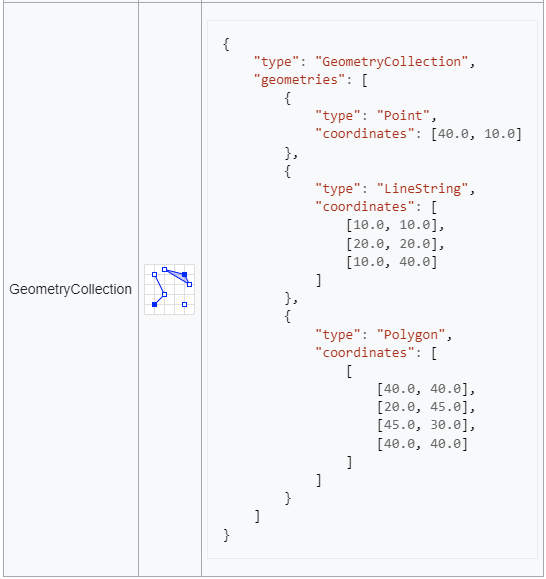 GeometryCollection
{
    "type": "GeometryCollection",
    "geometries": [
        {
            "type": "Point",
            "coordinates": [40.0, 10.0]
        },
        {
            "type": "LineString",
            "coordinates": [
                [10.0, 10.0],
                [20.0, 20.0],
                [10.0, 40.0]
            ]
        },
        {
            "type": "Polygon",
            "coordinates": [
                [
                    [40.0, 40.0],
                    [20.0, 45.0],
                    [45.0, 30.0],
                    [40.0, 40.0]
                ]
            ]
        }
    ]
}